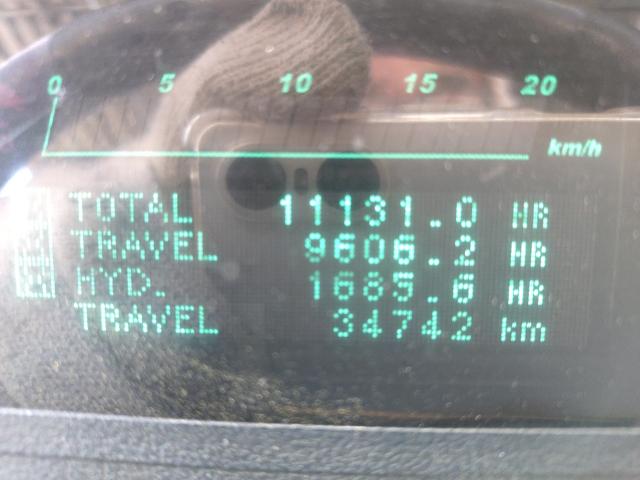 0 5 10 15 20
km/h
TOTAL 11131.0 HR
TRAVEL 9606.2 HR
HYD. 1685.6 HR
TRAVEL 34742 km